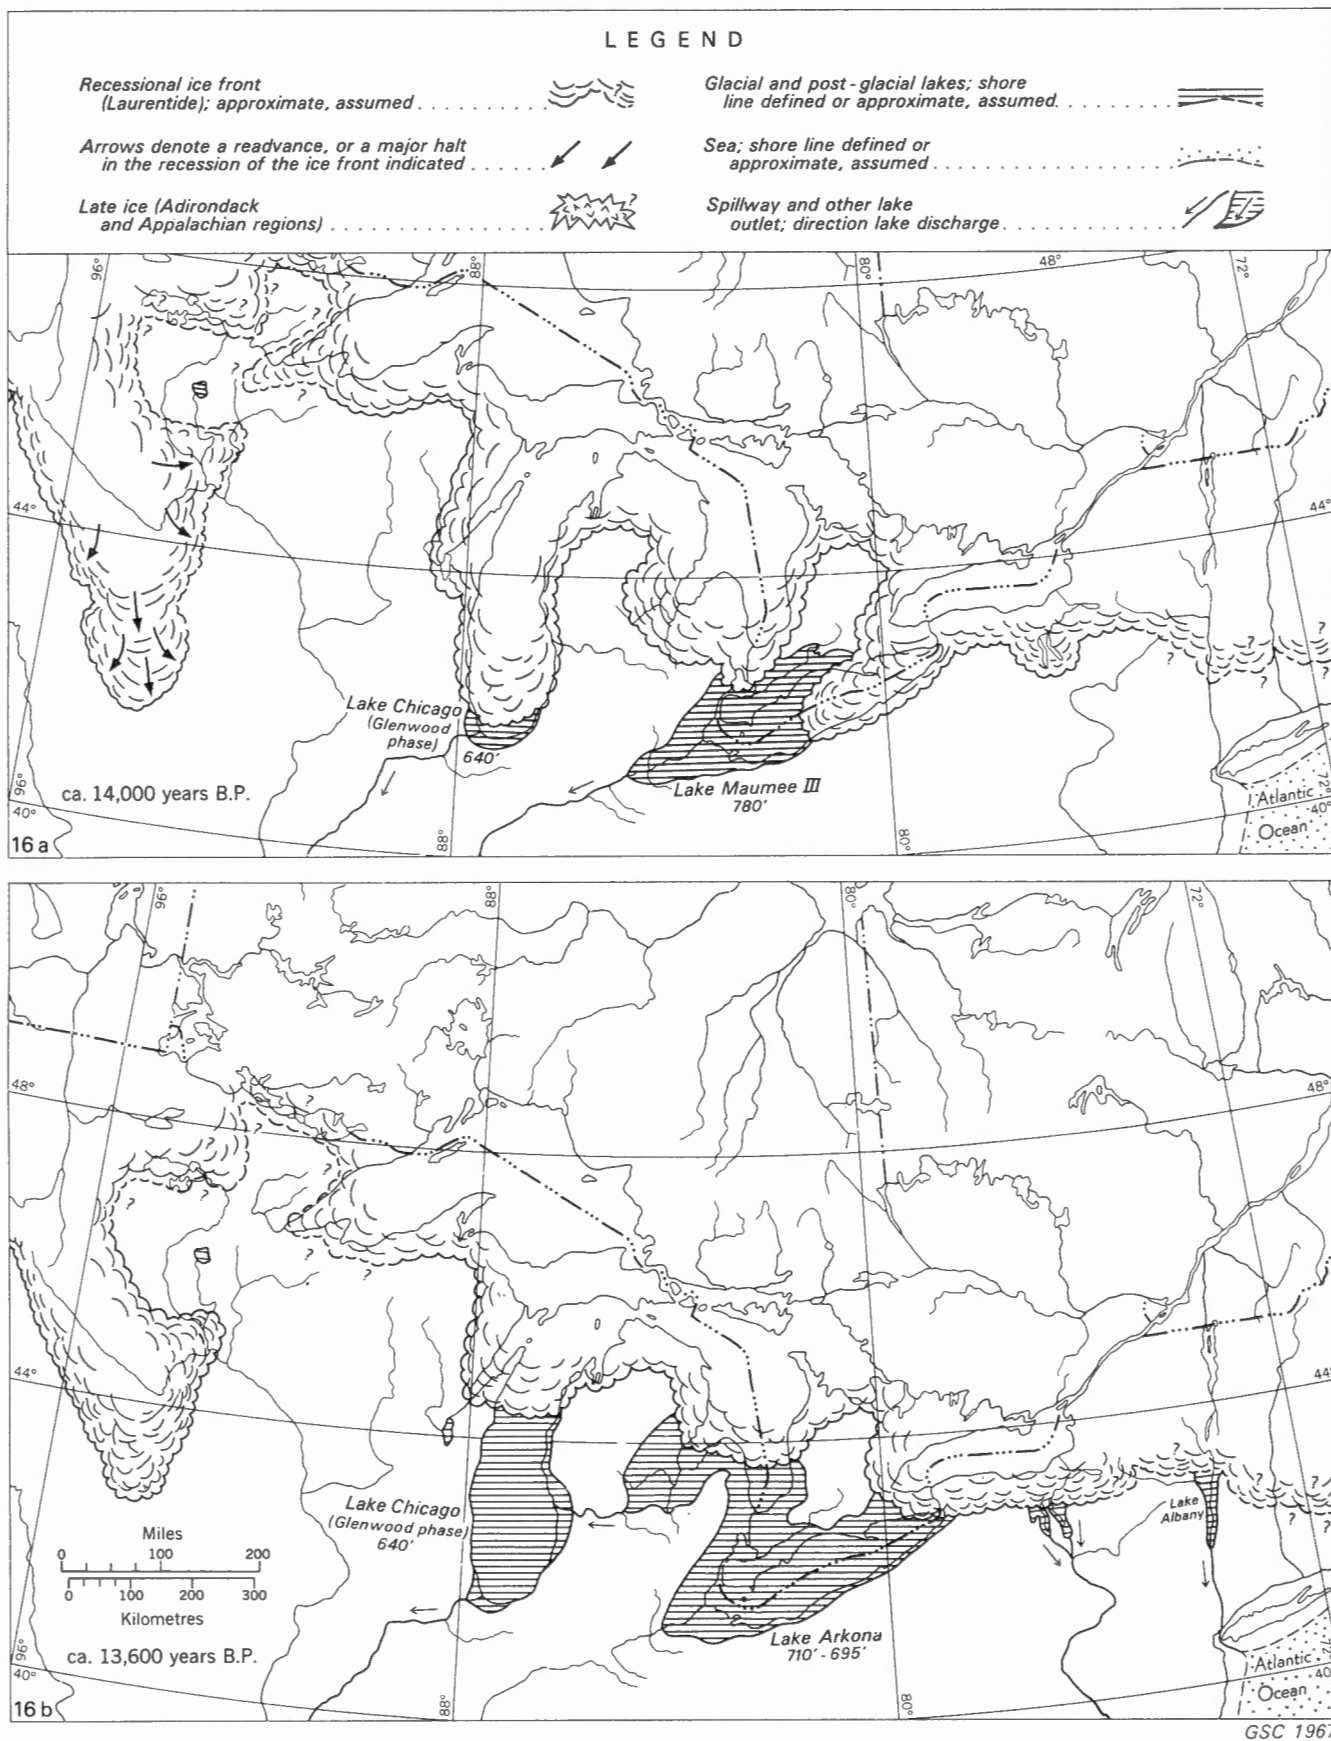 LEGEND
Recessional ice front
(Laurentide); approximate, assumed . . . . . . . . . . . .
Arrows denote a readvance, or a major halt
in the recession of the ice front indicated . . . . . . .
Late ice (Adirondack
and Appalachian regions) . . . . . . . . . . . . . . . . . . . .
Glacial and post-glacial lakes; shore
line defined or approximate, assumed. . . . . . . . . .
Sea; shore line defined or
approximate, assumed . . . . . . . . . . . . . . . . . . . . .
Spillway and other lake
outlet; direction lake discharge. . . . . . . . . . . . . . .
96°
88°
80°
48°
72°
44°
44°
Lake Chicago
(Glenwood
phase)
640'
Lake Maumee III
780'
ca. 14,000 years B.P.
96°
40°
88°
80°
72°
40°
Atlantic
Ocean
16a
96°
88°
80°
72°
48°
48°
44°
44°
Lake Chicago
(Glenwood phase)
640'
Lake
Albany
Miles
0 100 200
0 100 200 300
Kilometres
Lake Arkona
710' - 695'
ca. 13,600 years B.P.
96°
40°
88°
80°
72°
40
Atlantic
Ocean
16b
GSC 1967